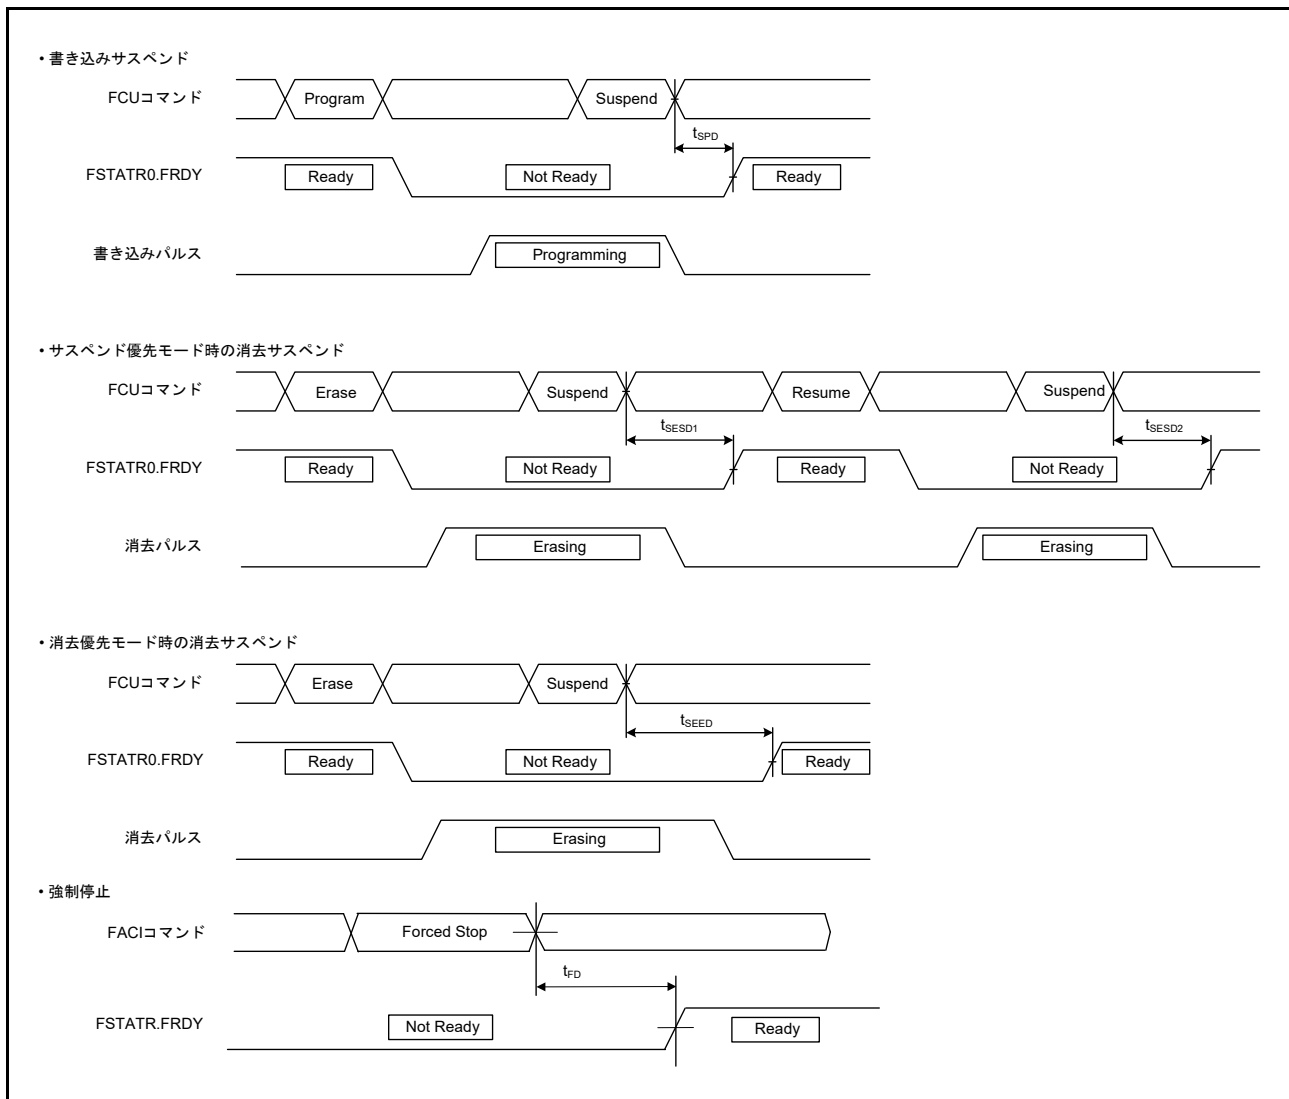 • 書き込みサスペンド
FCUコマンド Program Suspend
tSPD
FSTATR0.FRDY Ready Not Ready Ready
書き込みパルス Programming
• サスペンド優先モード時の消去サスペンド
FCUコマンド Erase Suspend Resume Suspend
tSESD1 tSESD2
FSTATR0.FRDY Ready Not Ready Ready Not Ready
消去パルス Erasing Erasing
• 消去優先モード時の消去サスペンド
FCUコマンド Erase Suspend
tSEED
FSTATR0.FRDY Ready Not Ready Ready
消去パルス Erasing
• 強制停止
FACIコマンド Forced Stop
tFD
FSTATR.FRDY Not Ready Ready